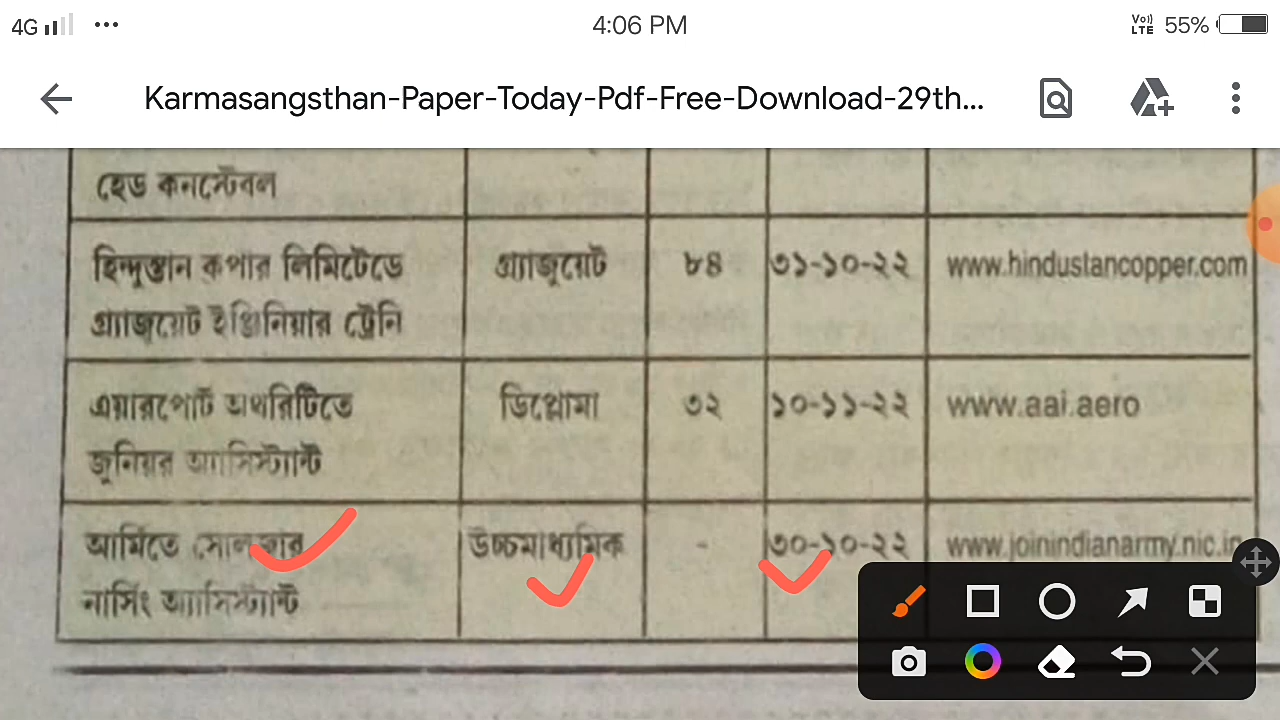 4G
4:06 PM
VoLTE 55%
Karmasangsthan-Paper-Today-Pdf-Free-Download-29th...
হেড কনস্টেবল
হিন্দুস্তান কপার লিমিটেডে গ্র্যাজুয়েট ৮৪ ৩১-১০-২২ www.hindustancopper.com
গ্র্যাজুয়েট ইঞ্জিনিয়ার ট্রেনি
এয়ারপোর্ট অথরিটিতে ডিপ্লোমা ৩২ ১০-১১-২২ www.aai.aero
জুনিয়র অ্যাসিস্ট্যান্ট
আর্মিতে সোলজার উচ্চমাধ্যমিক - ৩০-১০-২২ www.joinindianarmy.nic.in
নার্সিং অ্যাসিস্ট্যান্ট